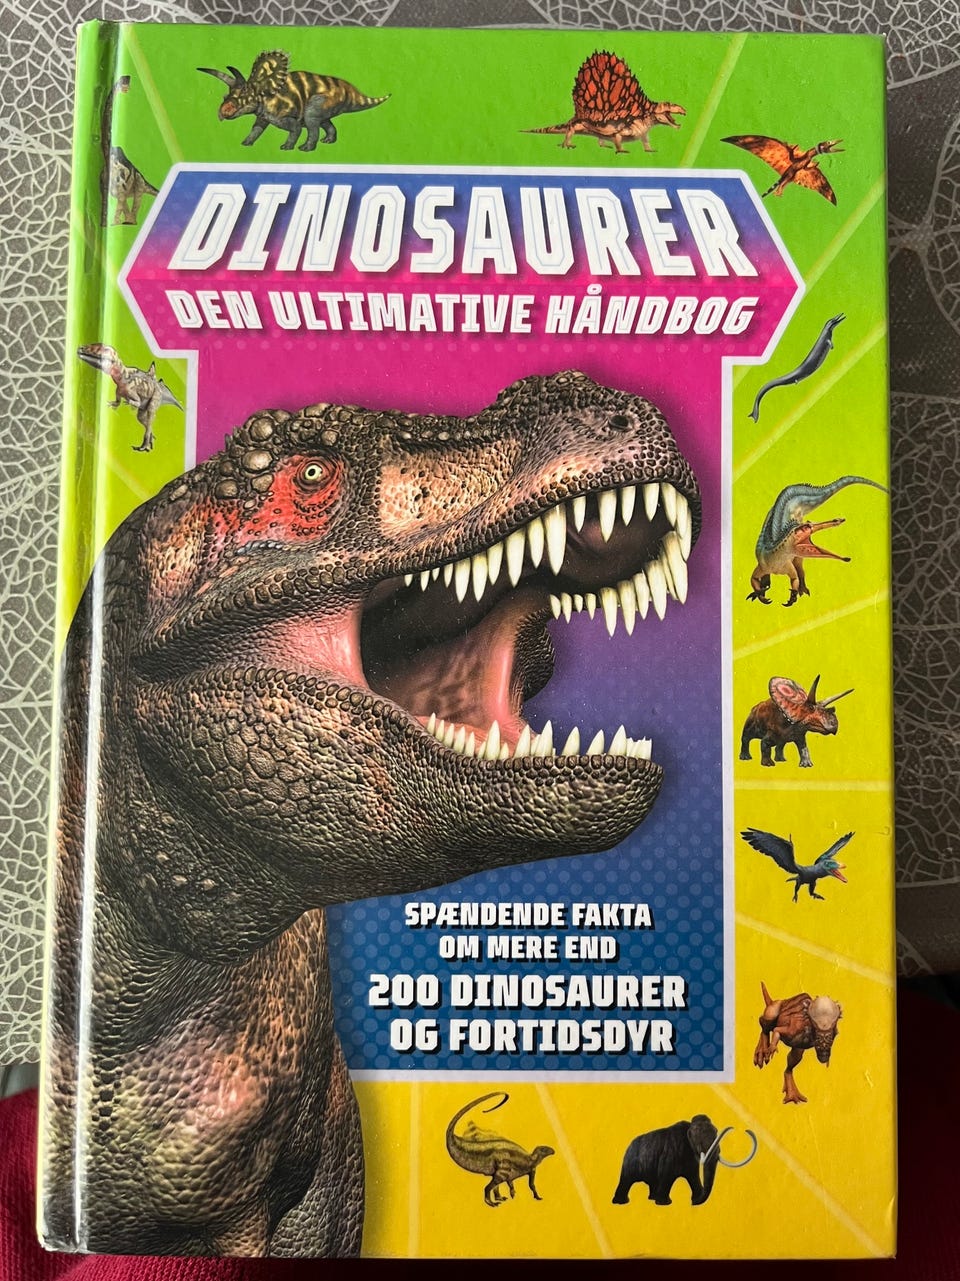 DINOSAURER
DEN ULTIMATIVE HÅNDBOG
SPÆNDENDE FAKTA
OM MERE END
200 DINOSAURER
OG FORTIDSDYR